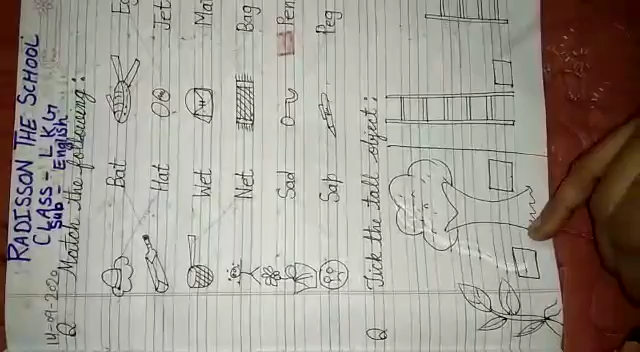 RADISSON THE SCHOOL
CLASS - LKG
Sub - English
14-09-2020
Q Match the following:
Bat
Hat Jet
Wet
Net Bag
Sad Pen
Sap Peg
Q Tick the tall object: